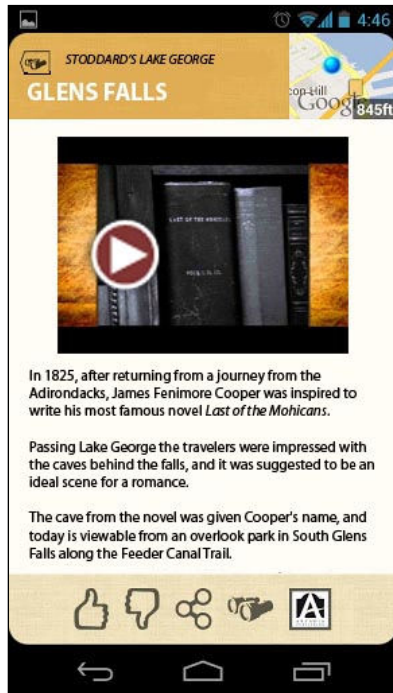 4:46
STODDARD'S LAKE GEORGE
GLENS FALLS
con Hill
Google
845ft
LAST OF THE MOHICANS
In 1825, after returning from a journey from the
Adirondacks, James Fenimore Cooper was inspired to
write his most famous novel Last of the Mohicans.
Passing Lake George the travelers were impressed with
the caves behind the falls, and it was suggested to be an
ideal scene for a romance.
The cave from the novel was given Cooper's name, and
today is viewable from an overlook park in South Glens
Falls along the Feeder Canal Trail.
A